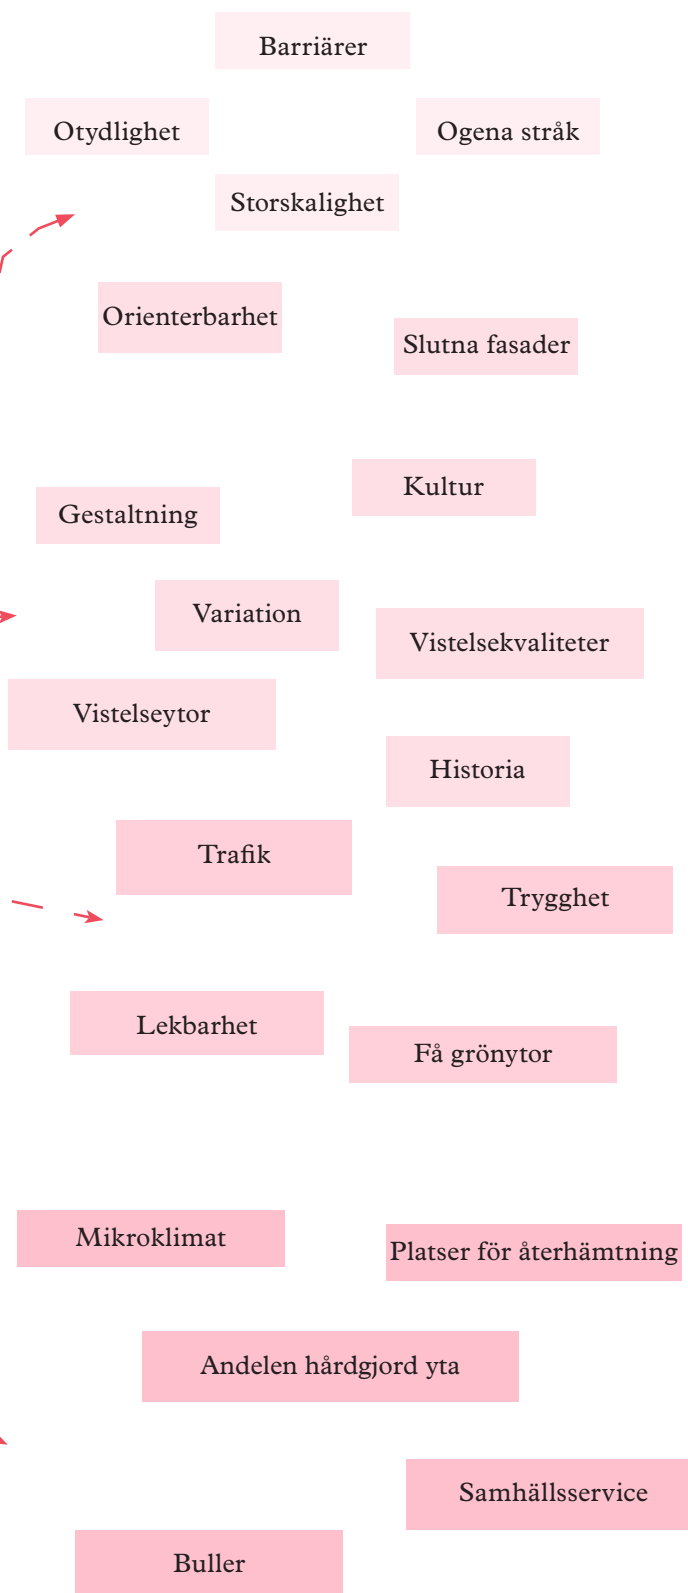 Barriärer
Otydlighet
Ogena stråk
Storskalighet
Orienterbarhet
Slutna fasader
Kultur
Gestaltning
Variation
Vistelsekvaliteter
Vistelseytor
Historia
Trafik
Trygghet
Lekbarhet
Få grönytor
Mikroklimat
Platser för återhämtning
Andelen hårdgjord yta
Samhällsservice
Buller